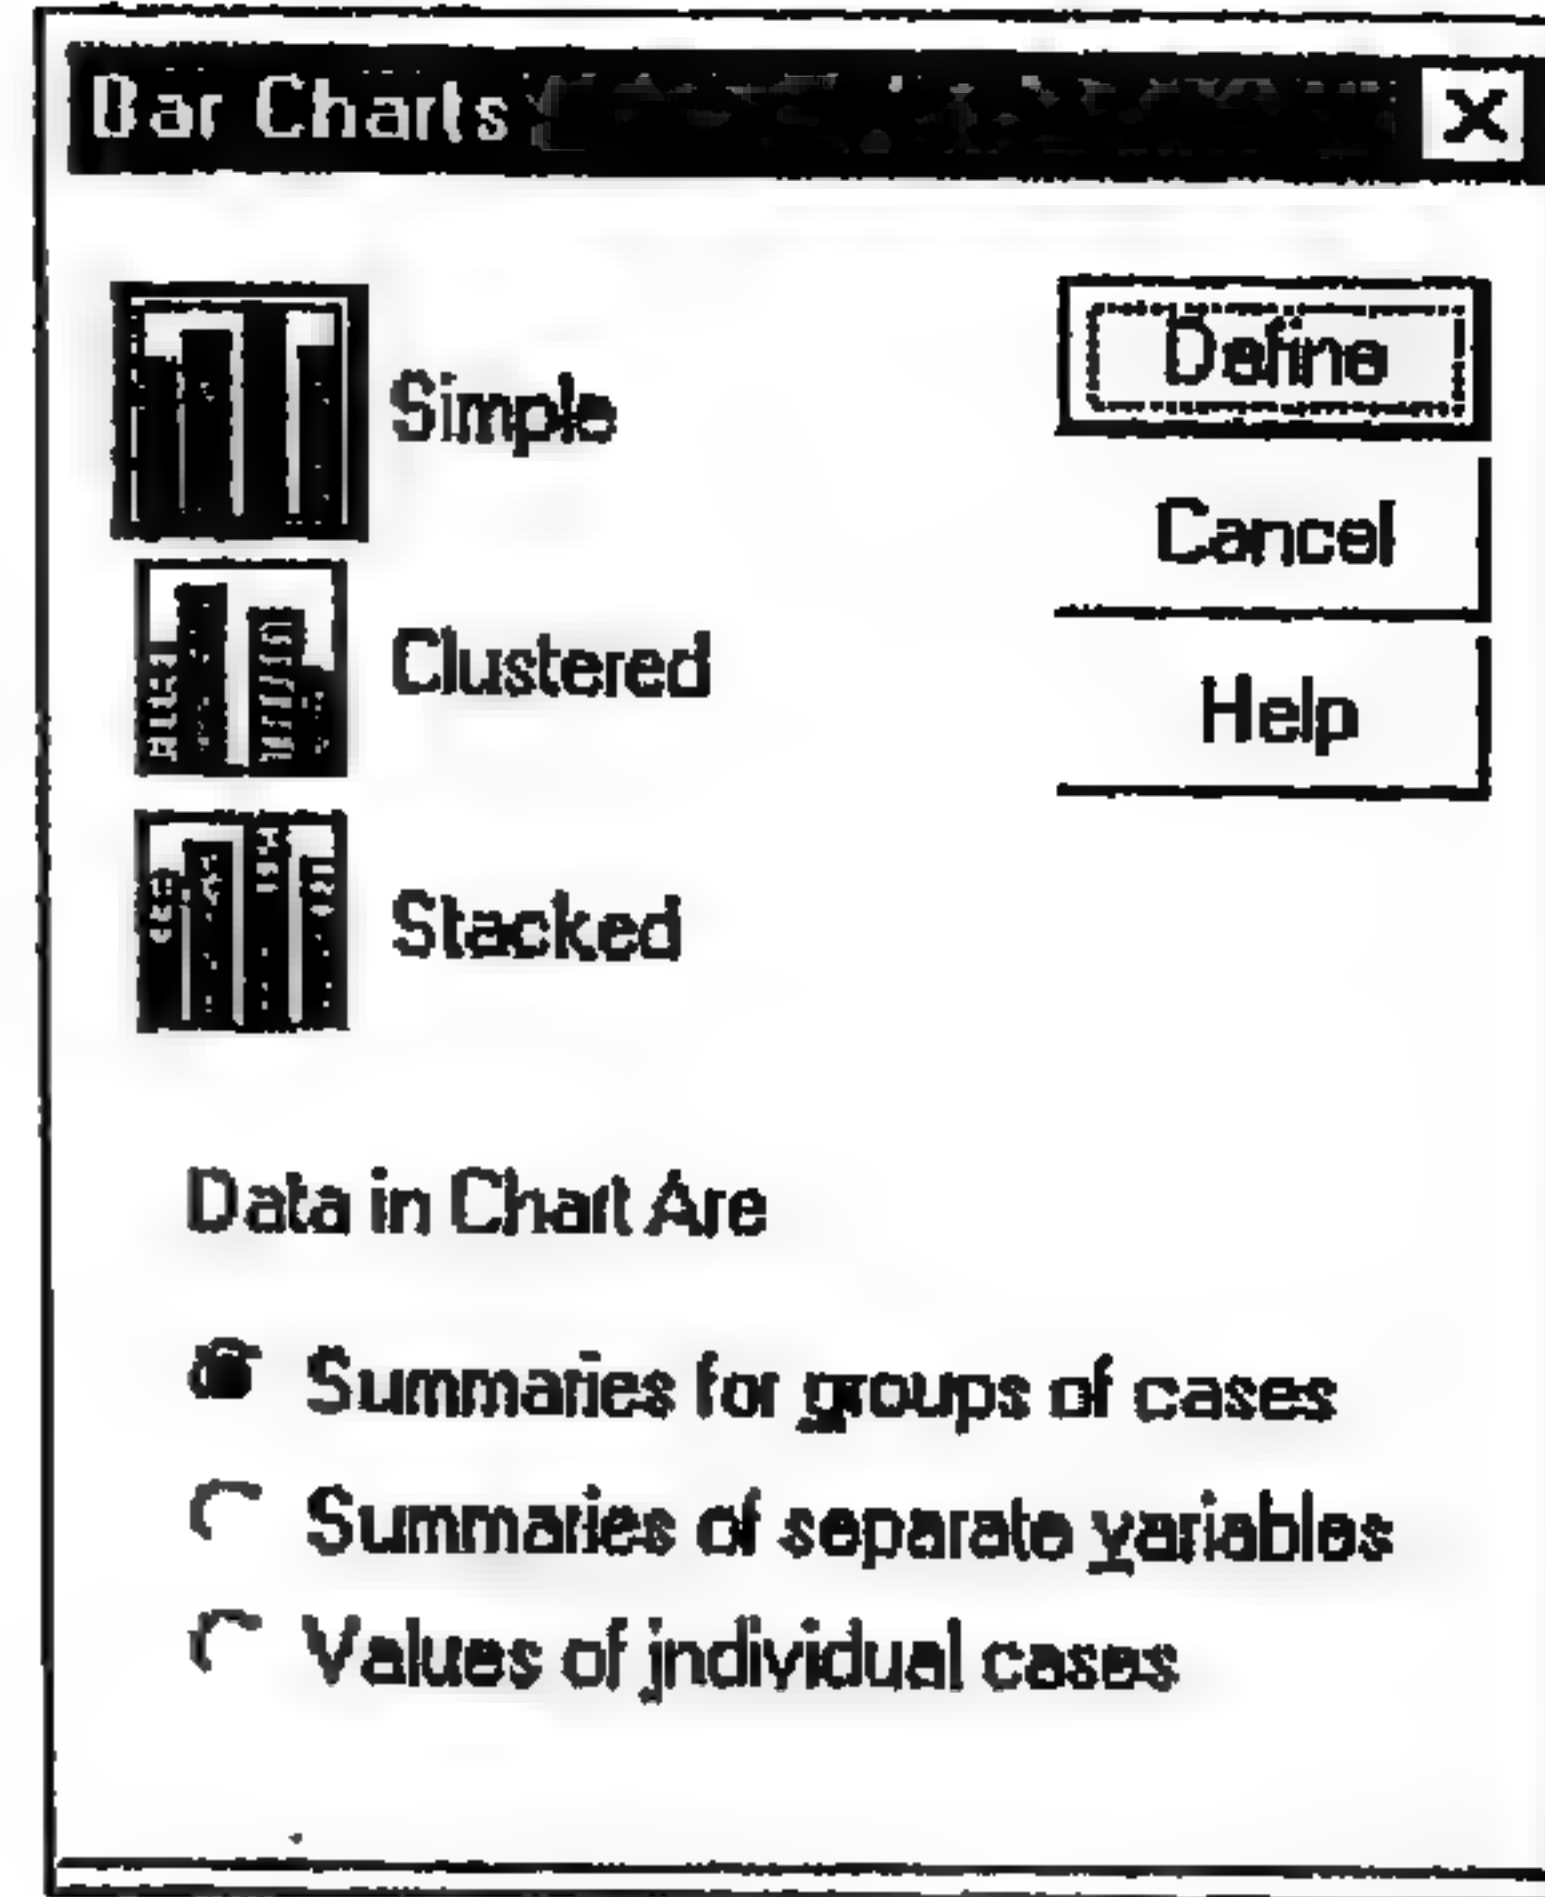 Bar Charts
Simple
Define
Cancel
Clustered
Help
Stacked
Data in Chart Are
Summaries for groups of cases
Summaries of separate variables
Values of individual cases